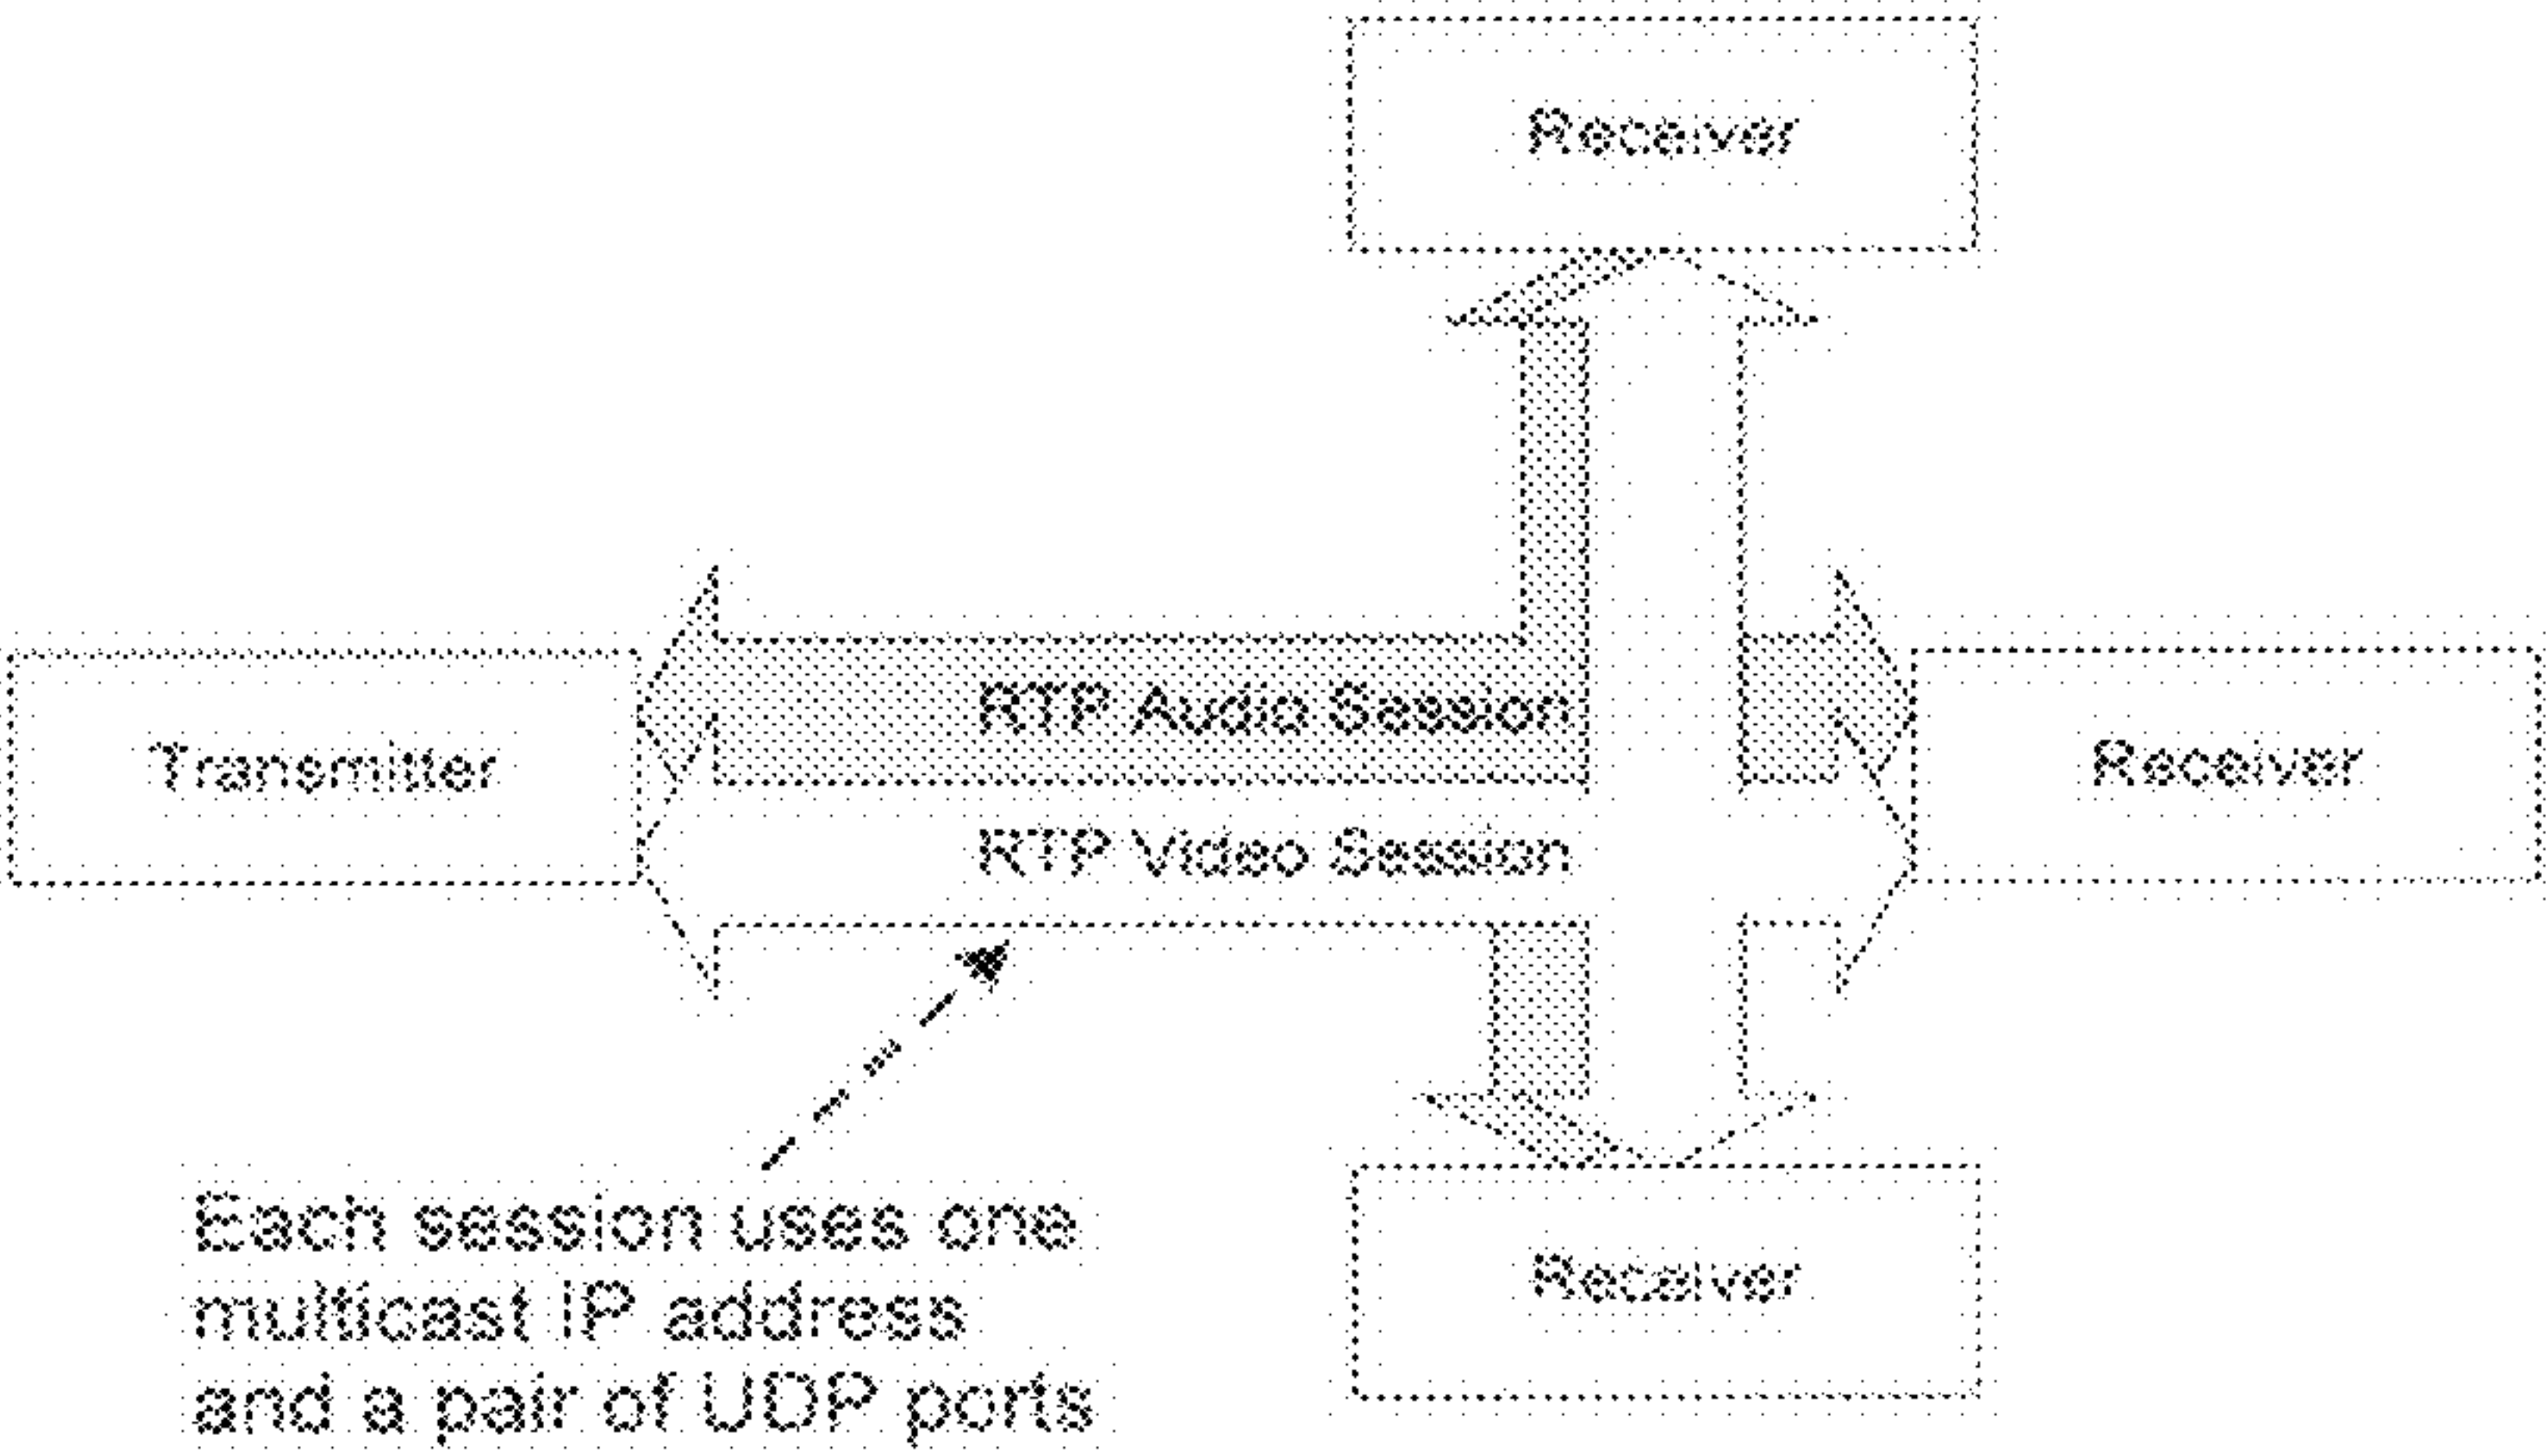 Receiver
RTP Audio Session
Transmitter
Receiver
RTP Video Session
Each session uses one
multicast IP address
and a pair of UDP ports
Receiver